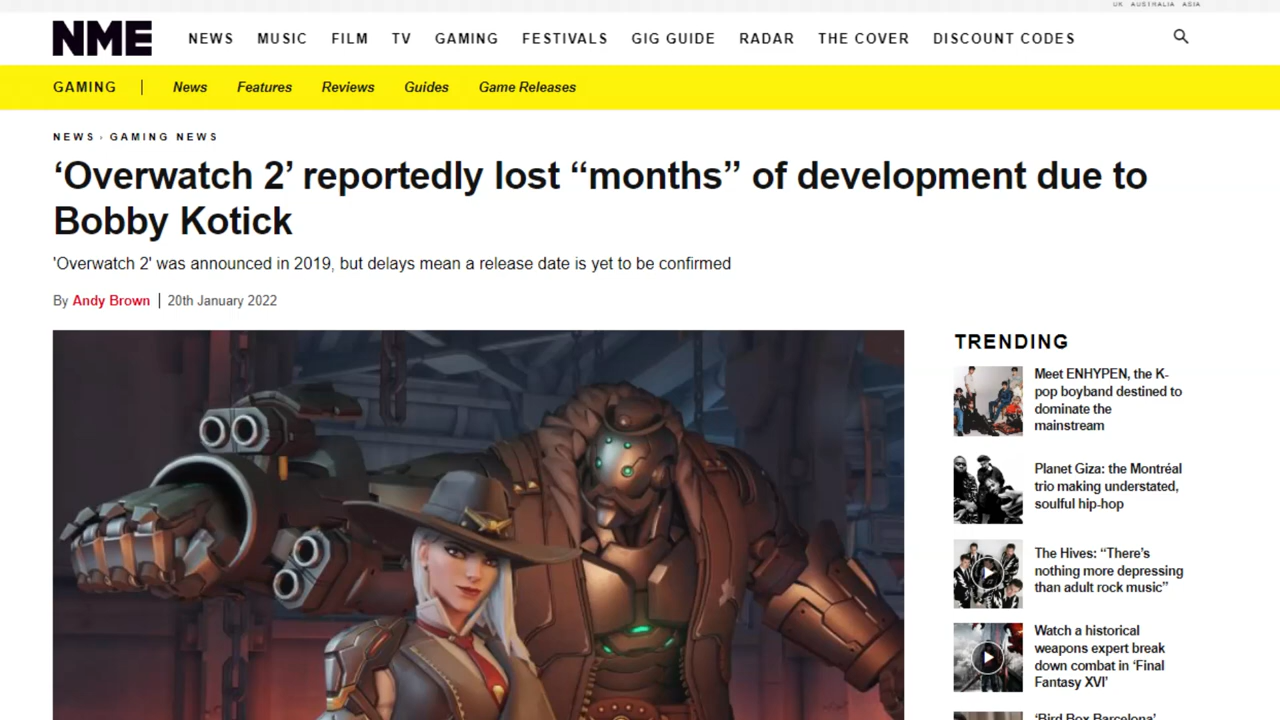 UK AUSTRALIA ASIA
NME NEWS MUSIC FILM TV GAMING FESTIVALS GIG GUIDE RADAR THE COVER DISCOUNT CODES
GAMING | News Features Reviews Guides Game Releases
NEWS › GAMING NEWS
‘Overwatch 2’ reportedly lost “months” of development due to
Bobby Kotick
'Overwatch 2' was announced in 2019, but delays mean a release date is yet to be confirmed
By Andy Brown | 20th January 2022
TRENDING
Meet ENHYPEN, the K-
pop boyband destined to
dominate the
mainstream
Planet Giza: the Montréal
trio making understated,
soulful hip-hop
The Hives: “There’s
nothing more depressing
than adult rock music”
Watch a historical
weapons expert break
down combat in ‘Final
Fantasy XVI’
‘Bird Box Barcelona’